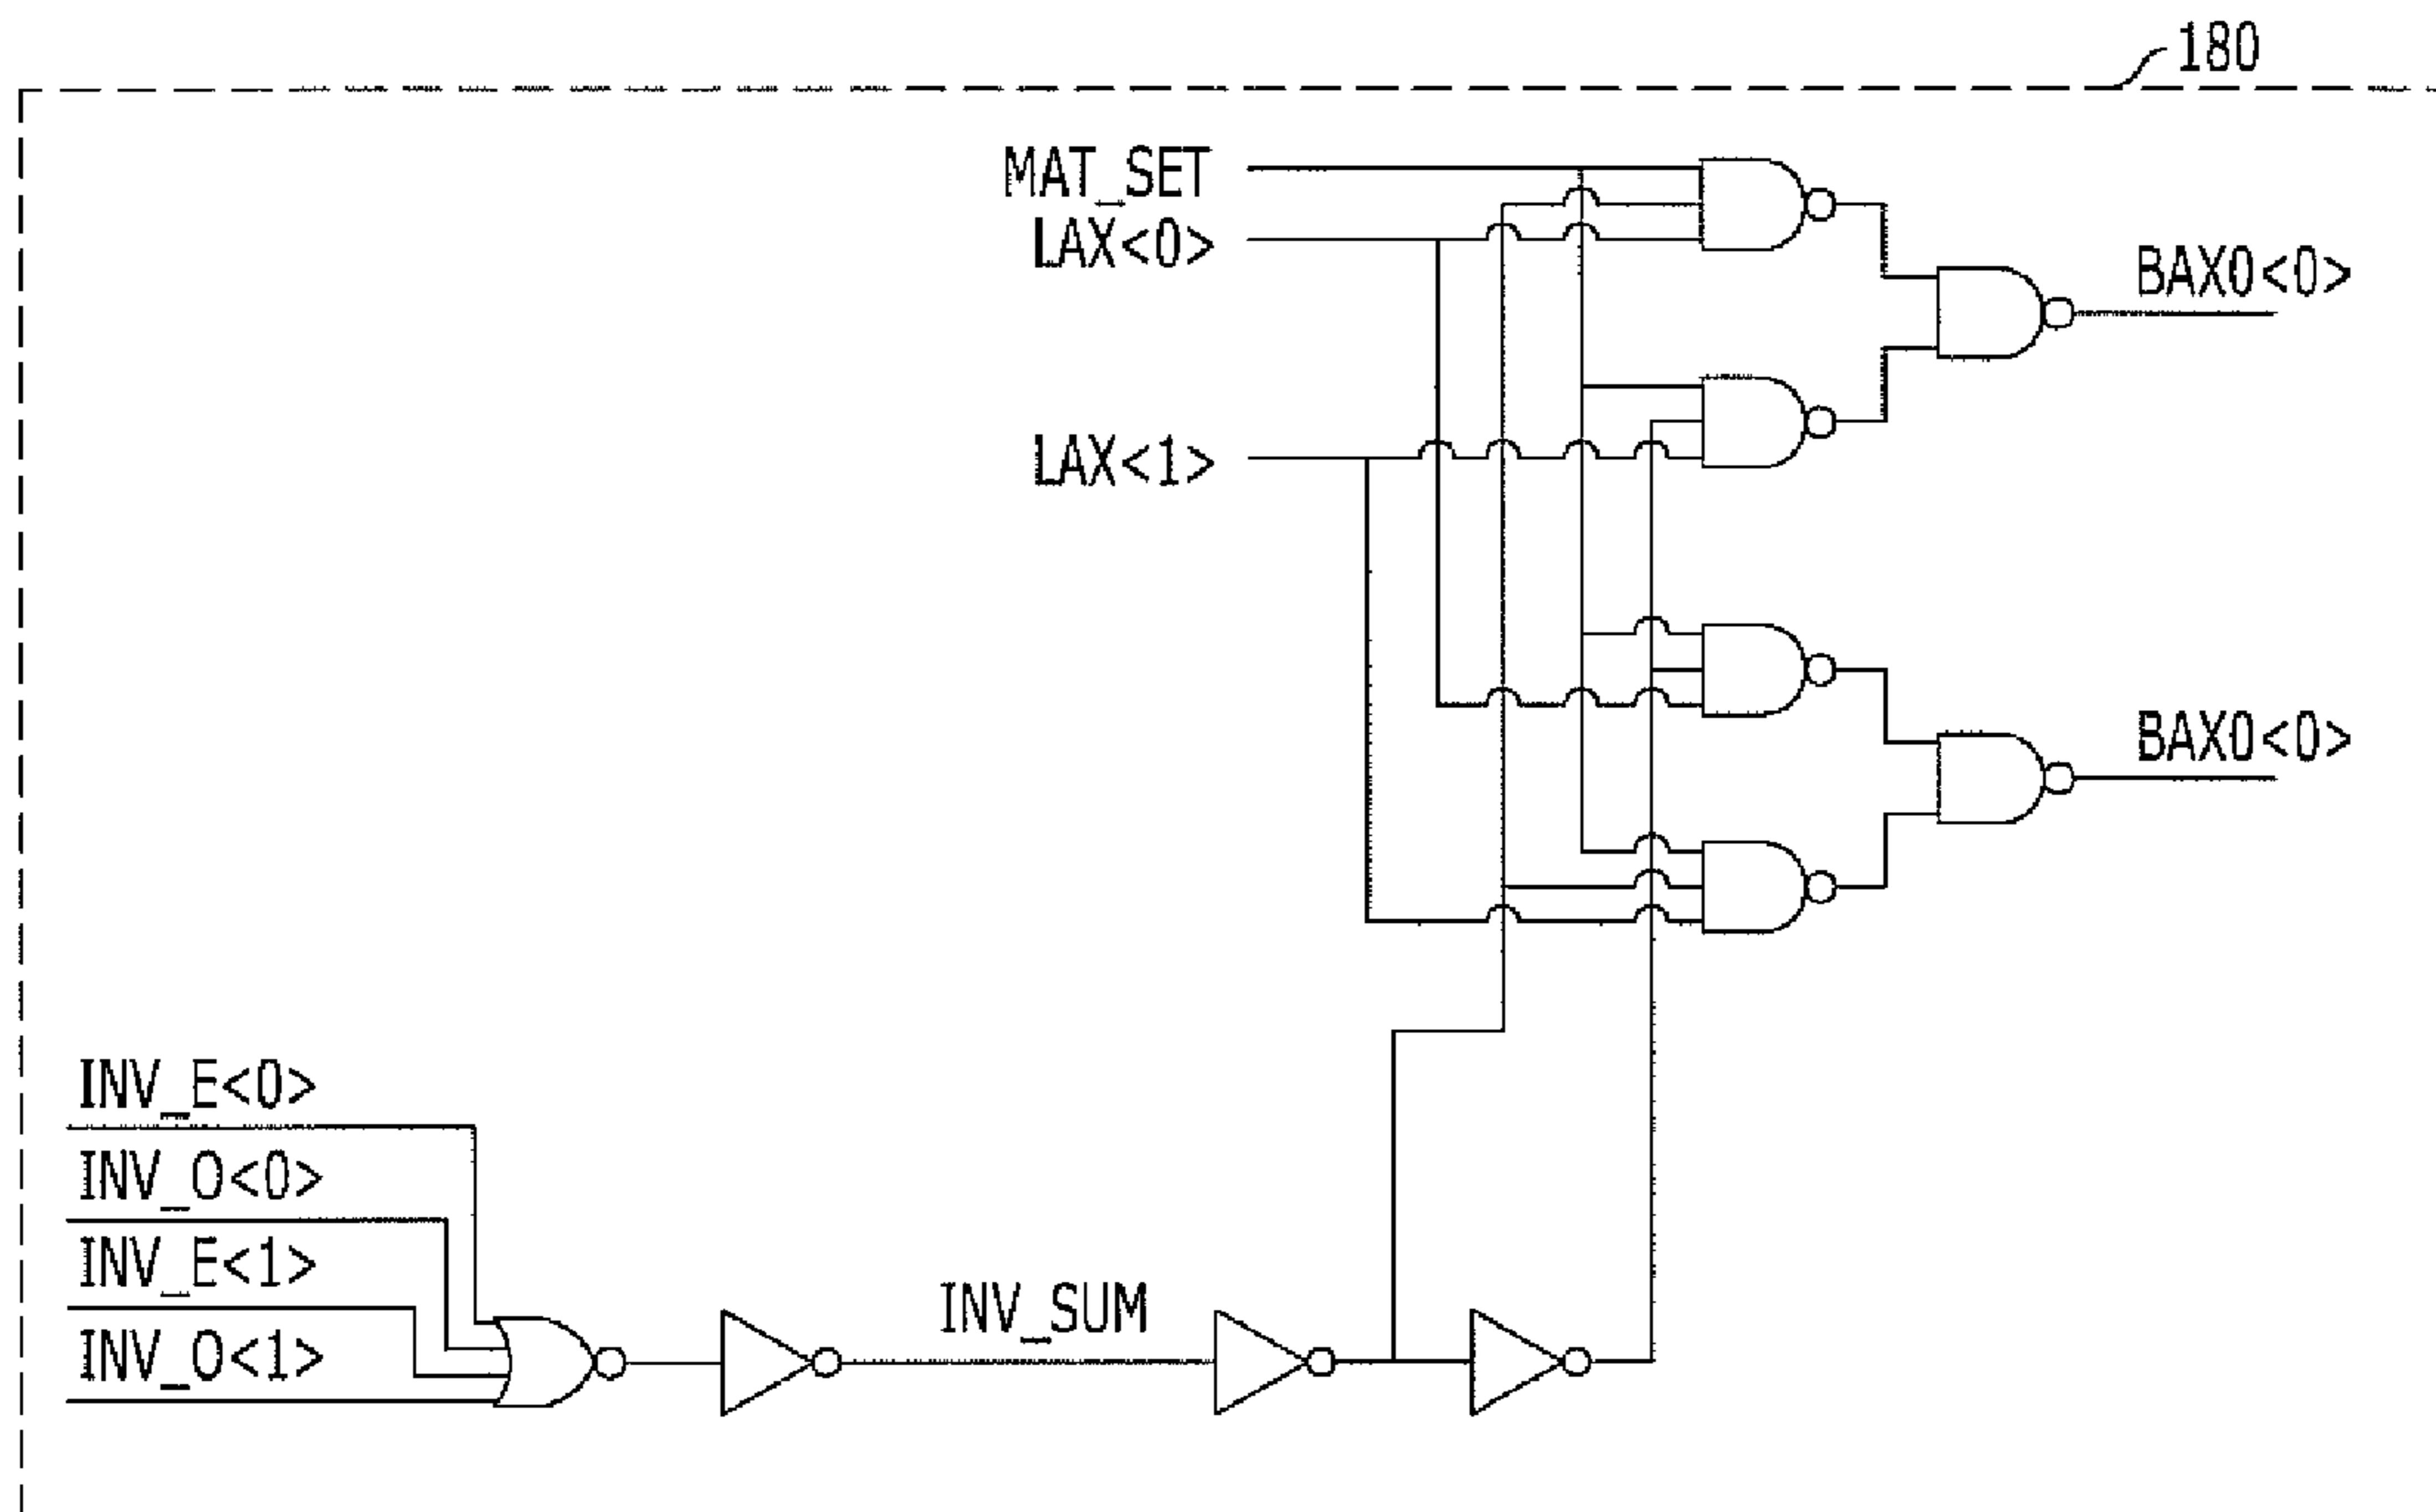 180
MAT_SET
LAX<0>
BAX0<0>
LAX<1>
BAX0<0>
INV_E<0>
INV_O<0>
INV_E<1>
INV_SUM
INV_O<1>